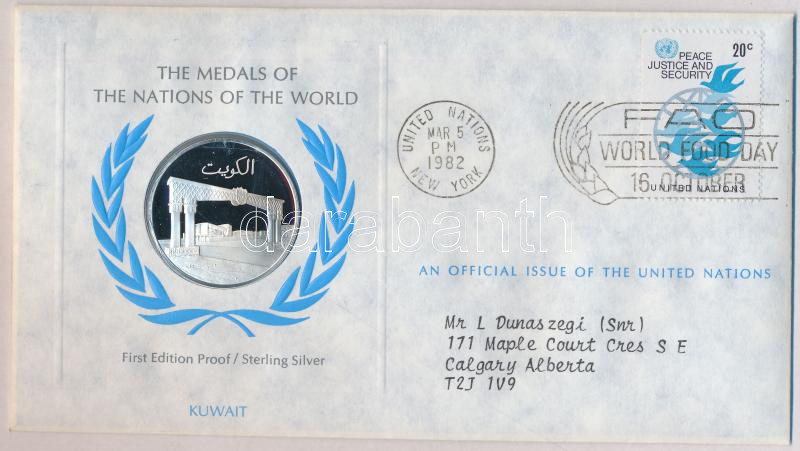 THE MEDALS OF
THE NATIONS OF THE WORLD
الكويت
First Edition Proof / Sterling Silver
KUWAIT
UNITED NATIONS
MAR 5
PM
1982
NEW YORK
PEACE 20c
JUSTICE AND
SECURITY
FAO
WORLD FOOD DAY
16 OCTOBER
UNITED NATIONS
darabanth
AN OFFICIAL ISSUE OF THE UNITED NATIONS
Mr L Dunaszegi (Snr)
171 Maple Court Cres S E
Calgary Alberta
T2J 1V9